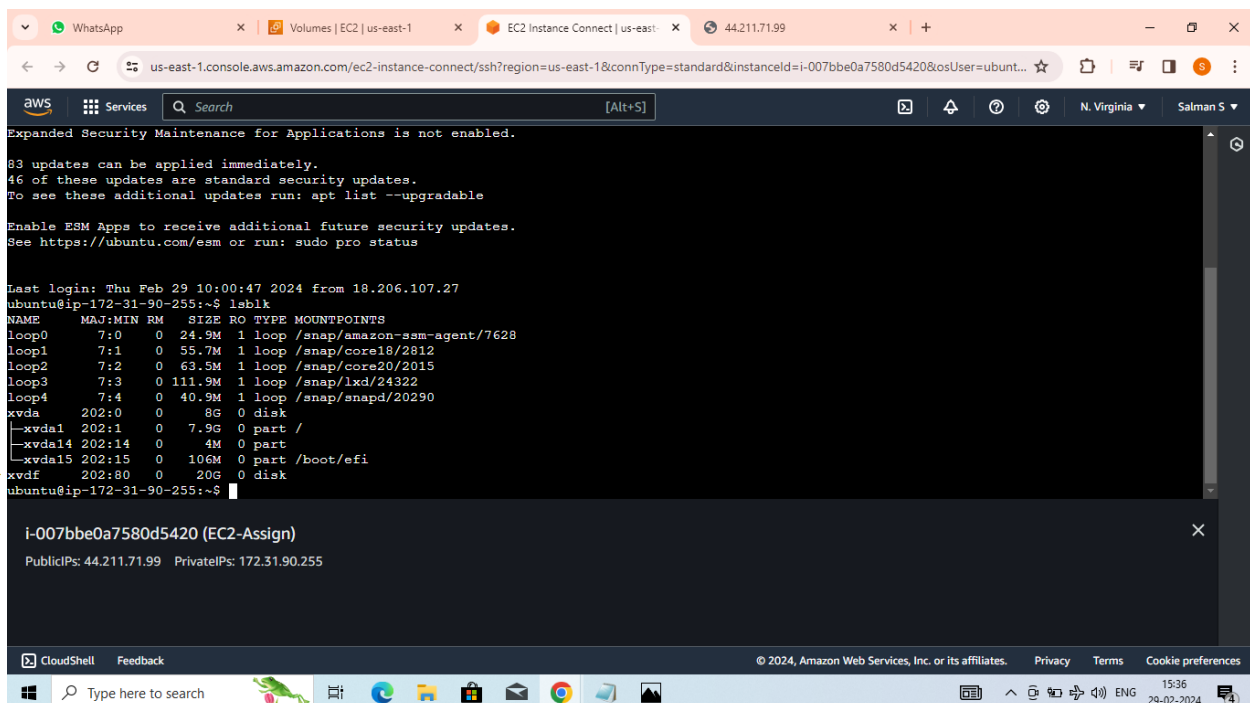 WhatsApp
Volumes | EC2 | us-east-1
EC2 Instance Connect | us-east-
44.211.71.99
us-east-1.console.aws.amazon.com/ec2-instance-connect/ssh?region=us-east-1&connType=standard&instanceId=i-007bbe0a7580d5420&osUser=ubunt...
S
aws
Services
Search
[Alt+S]
N. Virginia
Salman S
Expanded Security Maintenance for Applications is not enabled.
83 updates can be applied immediately.
46 of these updates are standard security updates.
To see these additional updates run: apt list --upgradable
Enable ESM Apps to receive additional future security updates.
See https://ubuntu.com/esm or run: sudo pro status
Last login: Thu Feb 29 10:00:47 2024 from 18.206.107.27
ubuntu@ip-172-31-90-255:~$ lsblk
NAME MAJ:MIN RM SIZE RO TYPE MOUNTPOINTS
loop0 7:0 0 24.9M 1 loop /snap/amazon-ssm-agent/7628
loop1 7:1 0 55.7M 1 loop /snap/core18/2812
loop2 7:2 0 63.5M 1 loop /snap/core20/2015
loop3 7:3 0 111.9M 1 loop /snap/lxd/24322
loop4 7:4 0 40.9M 1 loop /snap/snapd/20290
xvda 202:0 0 8G 0 disk
├─xvda1 202:1 0 7.9G 0 part /
├─xvda14 202:14 0 4M 0 part
└─xvda15 202:15 0 106M 0 part /boot/efi
xvdf 202:80 0 20G 0 disk
ubuntu@ip-172-31-90-255:~$
i-007bbe0a7580d5420 (EC2-Assign)
PublicIPs: 44.211.71.99 PrivateIPs: 172.31.90.255
CloudShell Feedback
© 2024, Amazon Web Services, Inc. or its affiliates. Privacy Terms Cookie preferences
Type here to search
ENG
15:36
29-02-2024
4